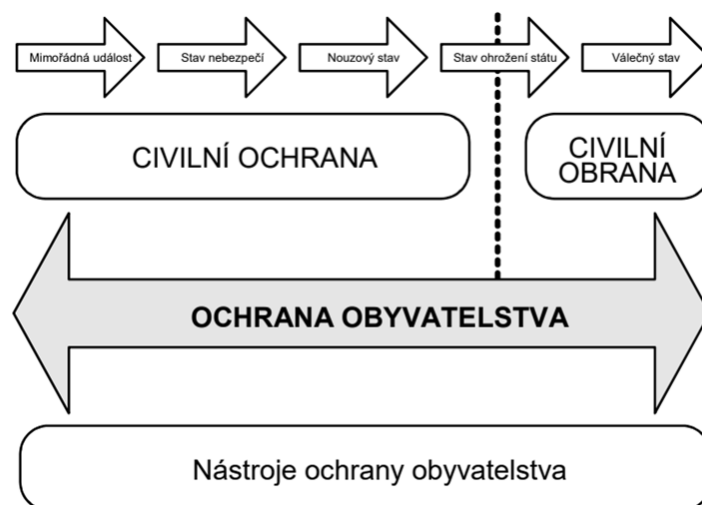 Mimořádná událost
Stav nebezpečí
Nouzový stav
Stav ohrožení státu
Válečný stav
CIVILNÍ OCHRANA
CIVILNÍ
OBRANA
OCHRANA OBYVATELSTVA
Nástroje ochrany obyvatelstva